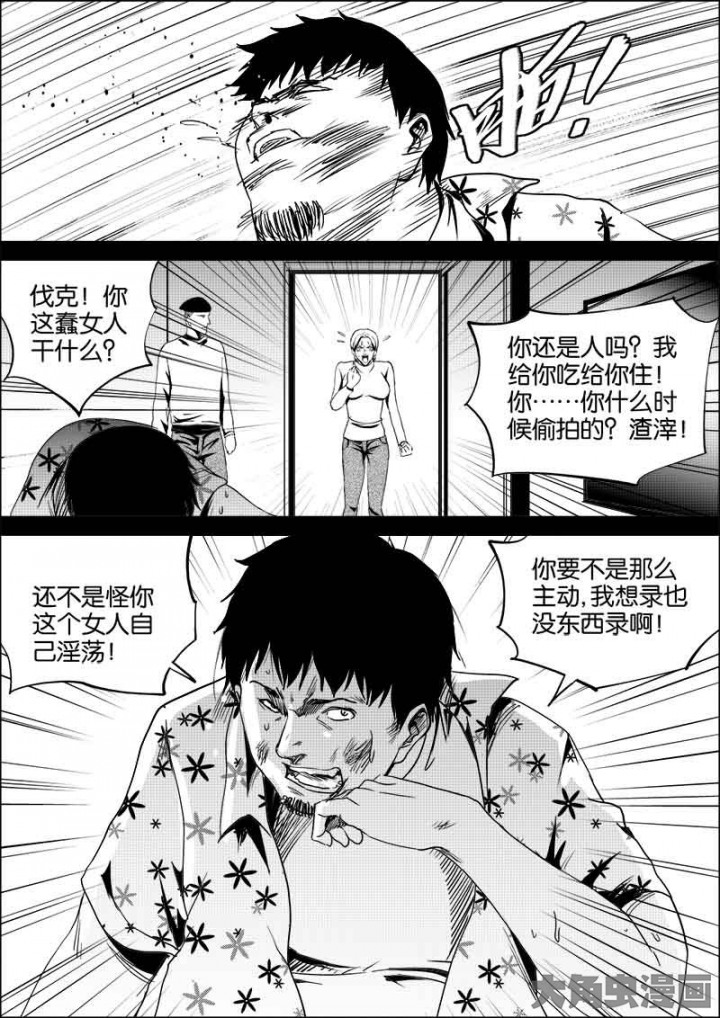 啪！
伐克！你
这蠢女人
干什么？
你还是人吗？我
给你吃给你住！
你……你什么时
候偷拍的？渣滓！
还不是怪你
这个女人自
己淫荡！
你要不是那么
主动,我想录也
没东西录啊！
大角虫漫画